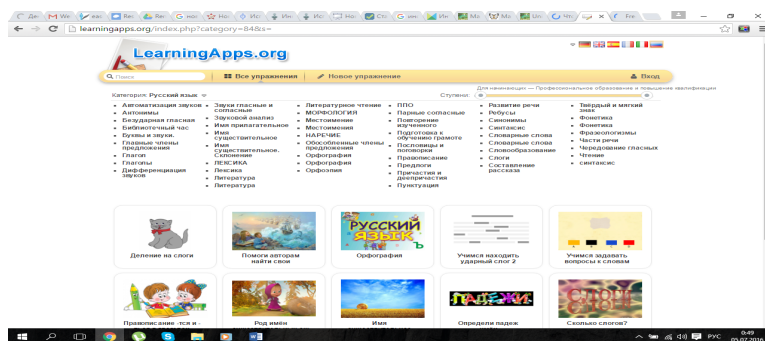 learningapps.org/index.php?category=84&s=
LearningApps.org
Поиск
Все упражнения
Новое упражнение
Вход
Категория: Русский язык
Ступени:
Для начинающих — Профессиональное образование и повышение квалификации
Автоматизация звуков
Антонимы
Безударная гласная
Библиотечный час
Буквы и звуки.
Главные члены
предложения
Глагол
Глаголы
Дифференциация
звуков
Звуки гласные и
согласные
Звуковой анализ
Имя прилагательное
Имя
существительное
Имя
существительное.
Склонение
ЛЕКСИКА
Лексика
Литература
Литература
Литературное чтение
МОРФОЛОГИЯ
Местоимение
Местоимения
НАРЕЧИЕ
Обособленные члены
предложения
Орфография
Орфография
Орфоэпия
ППО
Парные согласные
Повторение
изученного
Подготовка к
обучению грамоте
Пословицы и
поговорки
Правописание
Предлоги
Причастия и
деепричастия
Пунктуация
Развитие речи
Ребусы
Синонимы
Синтаксис
Словарные слова
Словарные слова
Словообразование
Слоги
Составление
рассказа
Твёрдый и мягкий
знак
Фонетика
Фонетика
Фразеологизмы
Части речи
Чередование гласных
Чтение
синтаксис
Деление на слоги
Помоги авторам
найти свои
РУССКИЙ
ЯЗЫК
Ъ
Орфография
Учимся находить
ударный слог 2
Учимся задавать
вопросы к словам
Правописание -тся и -
Род имён
Имя
ПАДЕЖИ
Определи падеж
СЛОГИ
Сколько слогов?
РУС
0:49
05.07.2016